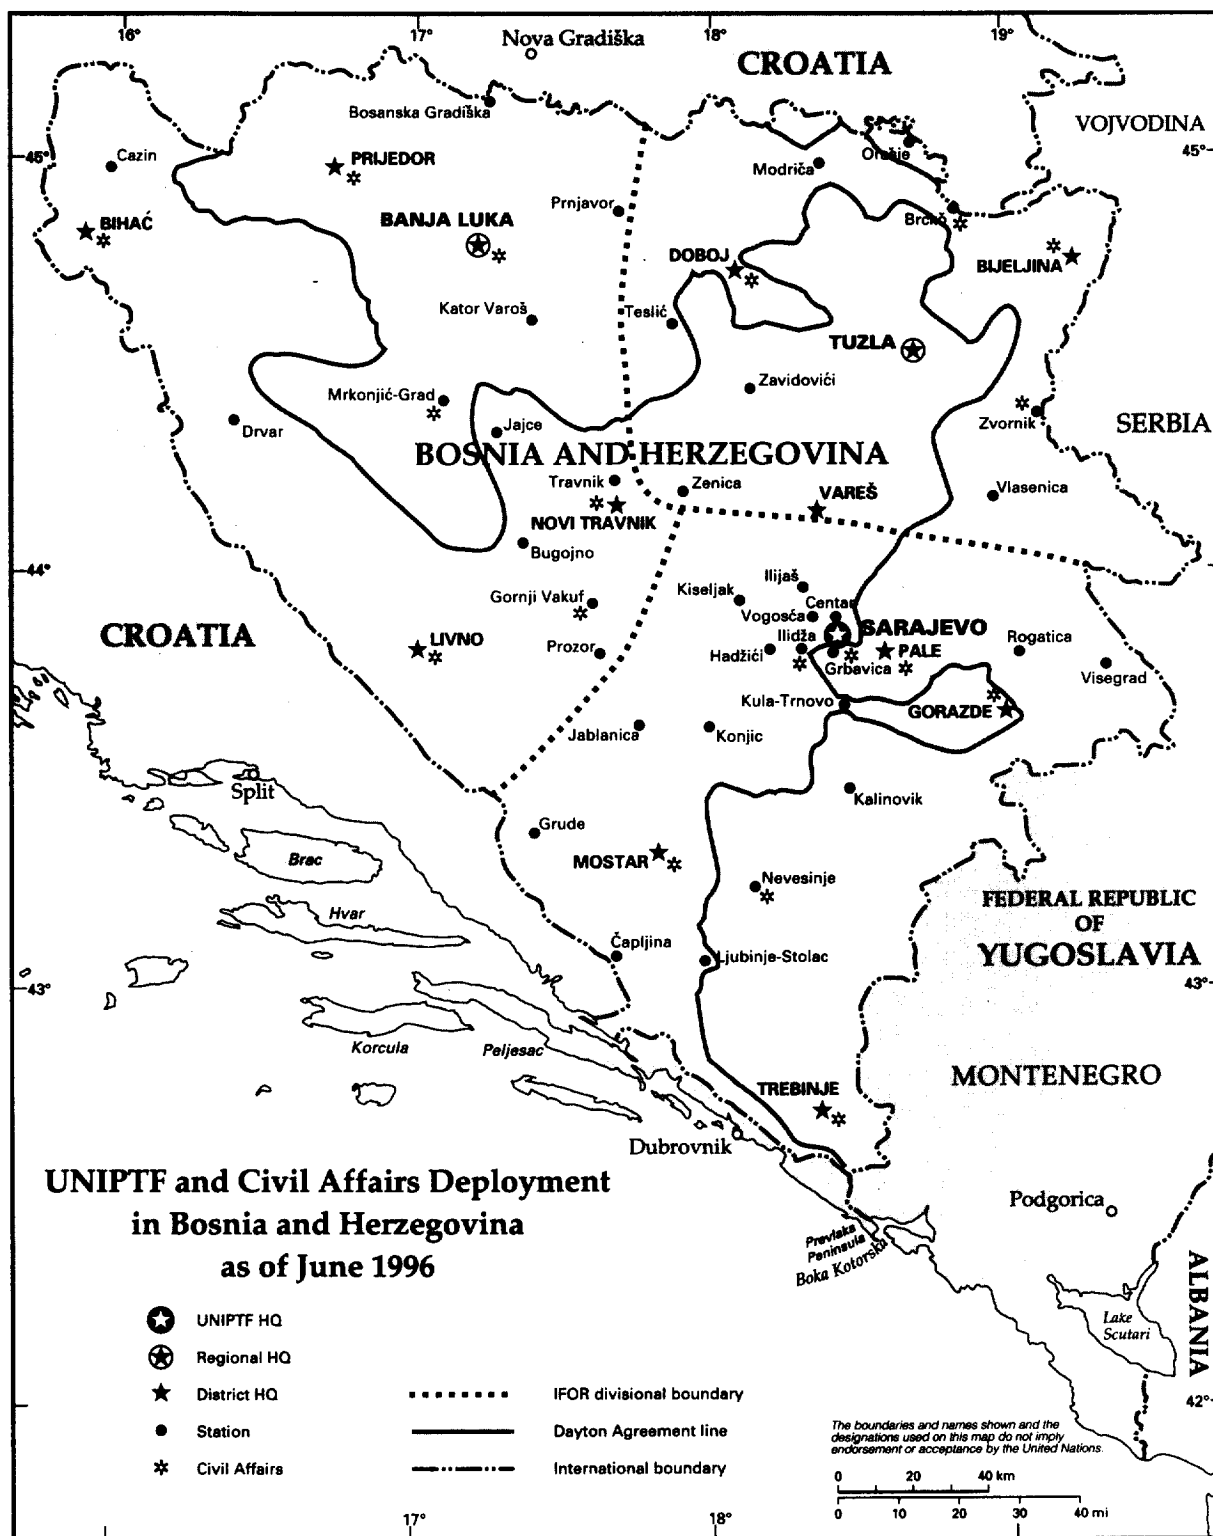 16°
17°
18°
19°
Nova Gradiška
CROATIA
Bosanska Gradiška
VOJVODINA
45°
Cazin
PRIJEDOR
Modriča
Orašje
45°
BIHAĆ
BANJA LUKA
Prnjavor
Brčko
DOBOJ
BIJELJINA
Kator Varoš
Teslić
TUZLA
Mrkonjić-Grad
Zavidovići
Drvar
Jajce
Zvornik
SERBIA
BOSNIA AND HERZEGOVINA
Travnik
Zenica
VAREŠ
Vlasenica
NOVI TRAVNIK
Bugojno
44°
Ilijaš
Gornji Vakuf
Kiseljak
Centar
Vogosća
CROATIA
LIVNO
Prozor
Hadžići
Ilidža
SARAJEVO
Grbavica
PALE
Rogatica
Visegrad
Kula-Trnovo
GORAZDE
Jablanica
Konjic
Split
Kalinovik
Grude
Brac
MOSTAR
Nevesinje
FEDERAL REPUBLIC
OF
YUGOSLAVIA
Hvar
Čapljina
Ljubinje-Stolac
43°
43°
Korcula
Peljesac
MONTENEGRO
TREBINJE
Dubrovnik
UNIPTF and Civil Affairs Deployment
in Bosnia and Herzegovina
as of June 1996
Podgorica
Prevlaka
Peninsula
Boka Kotorska
ALBANIA
Lake
Scutari
UNIPTF HQ
Regional HQ
District HQ
Station
Civil Affairs
IFOR divisional boundary
Dayton Agreement line
International boundary
42°
The boundaries and names shown and the
designations used on this map do not imply
endorsement or acceptance by the United Nations.
0 20 40 km
0 10 20 30 40 mi
17°
18°